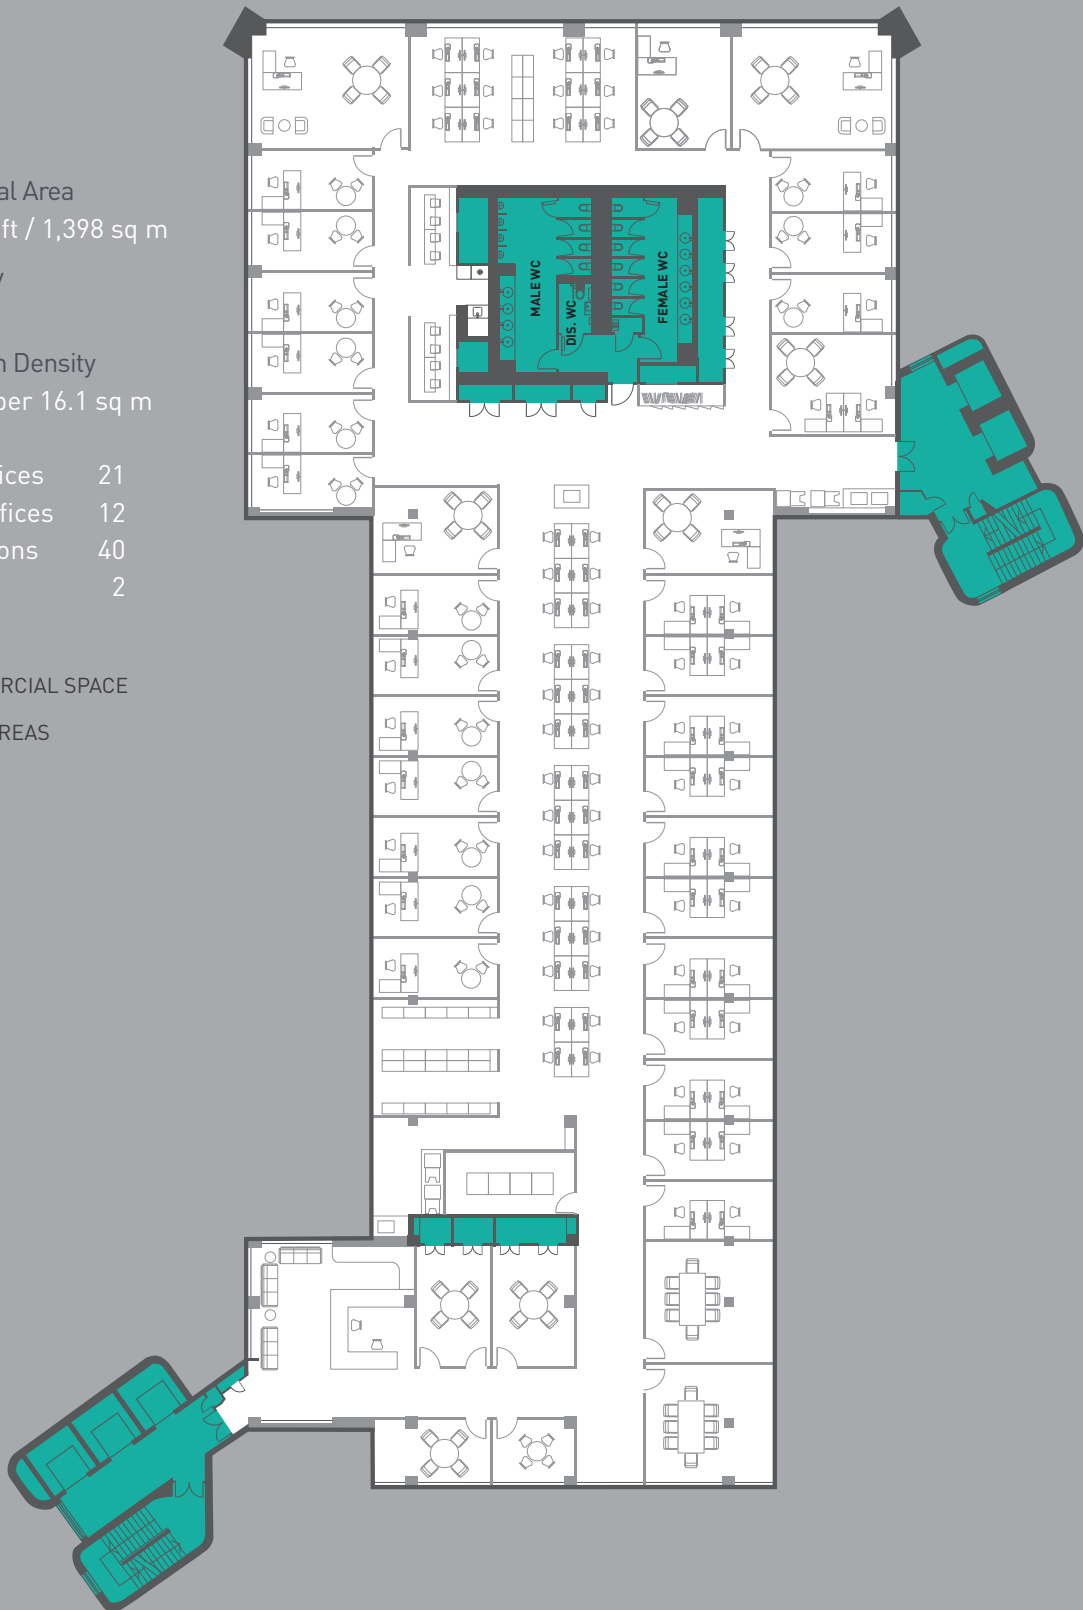 al Area
ft / 1,398 sq m
y
n Density
per 16.1 sq m
ices 21
fices 12
ons 40
2
RCIAL SPACE
REAS
MALE WC
DIS. WC
FEMALE WC